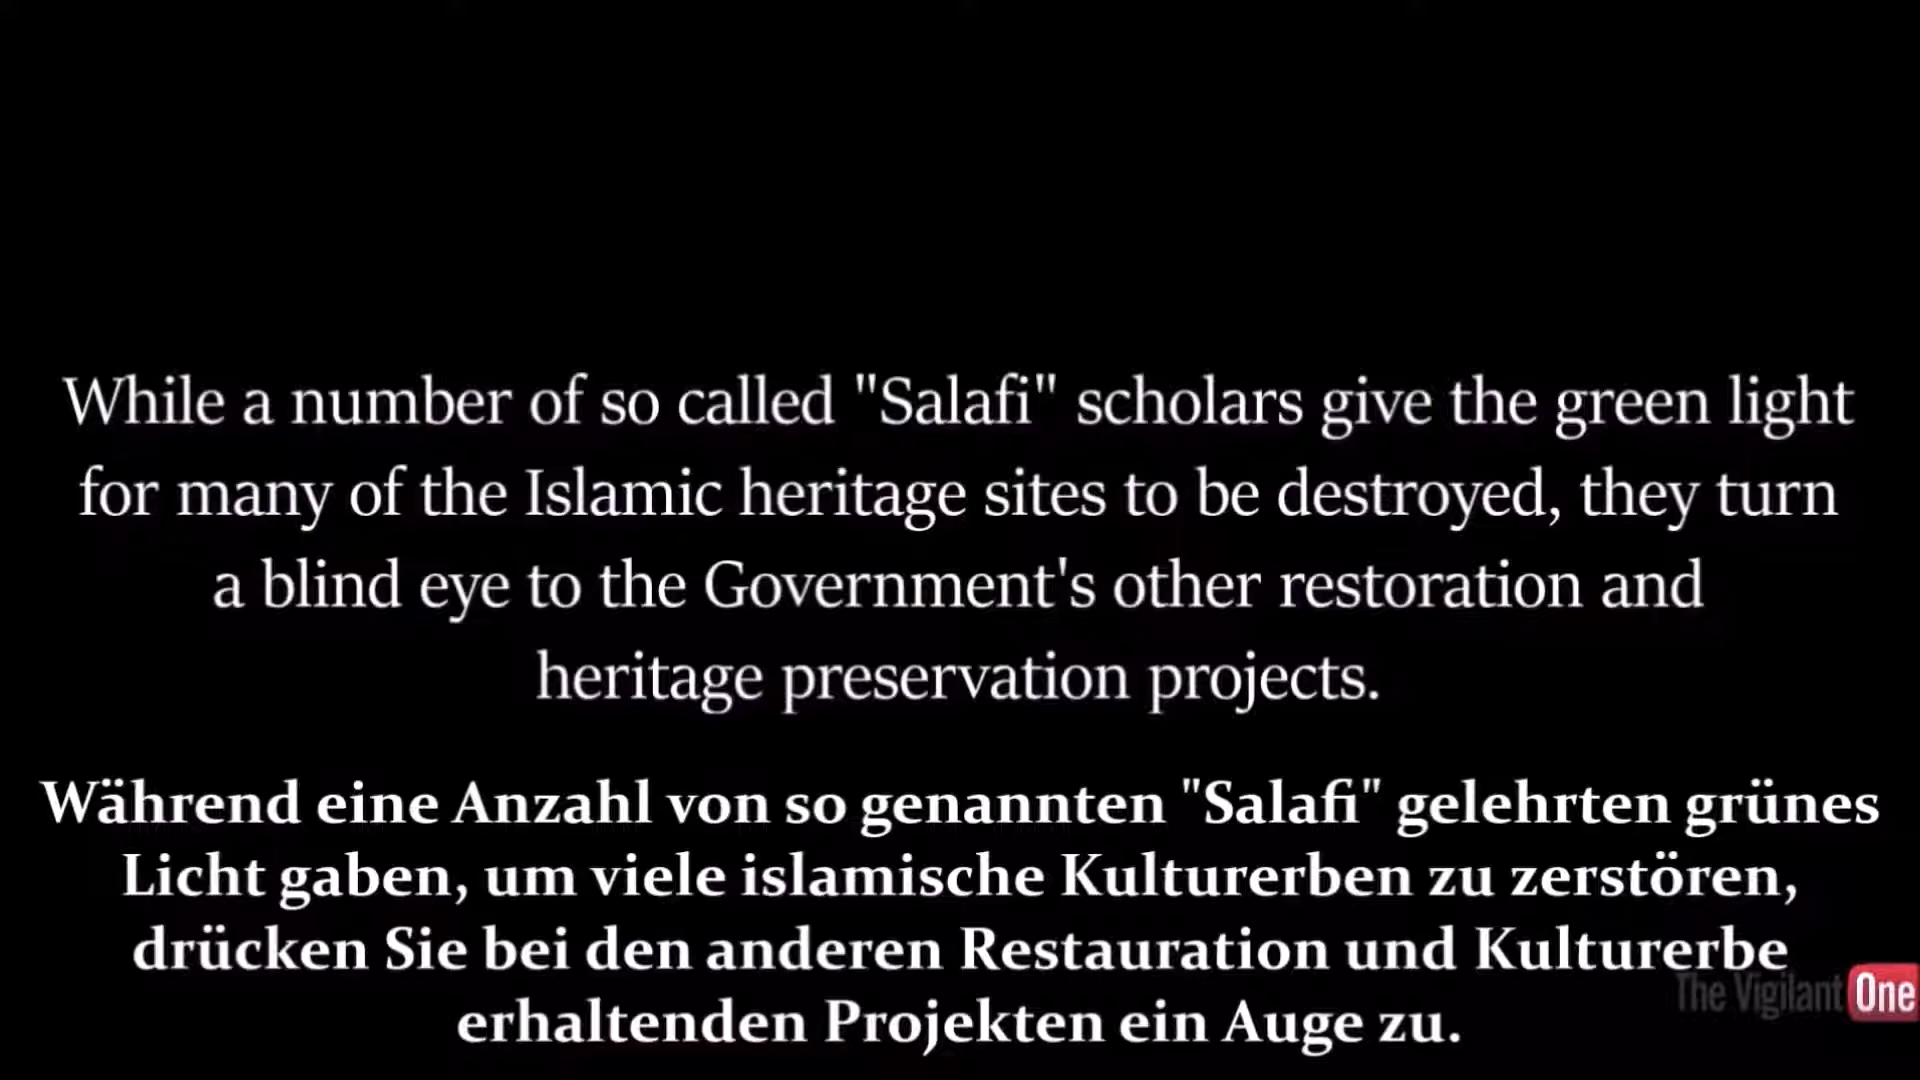 While a number of so called "Salafi" scholars give the green light
for many of the Islamic heritage sites to be destroyed, they turn
a blind eye to the Government's other restoration and
heritage preservation projects.
Während eine Anzahl von so genannten "Salafi" gelehrten grünes
Licht gaben, um viele islamische Kulturerben zu zerstören,
drücken Sie bei den anderen Restauration und Kulturerbe
erhaltenden Projekten ein Auge zu.
The Vigilant One